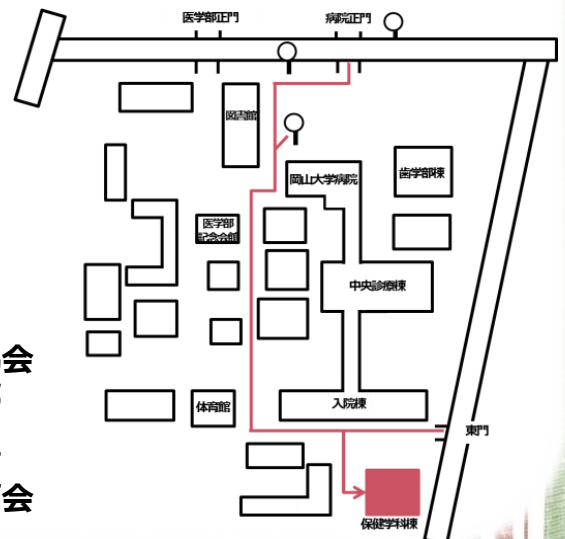 医学部正門
病院正門
図書館
岡山大学病院
歯学部棟
医学部
記念会館
中央診療棟
会
体育館
入院棟
東門
会
保健学科棟